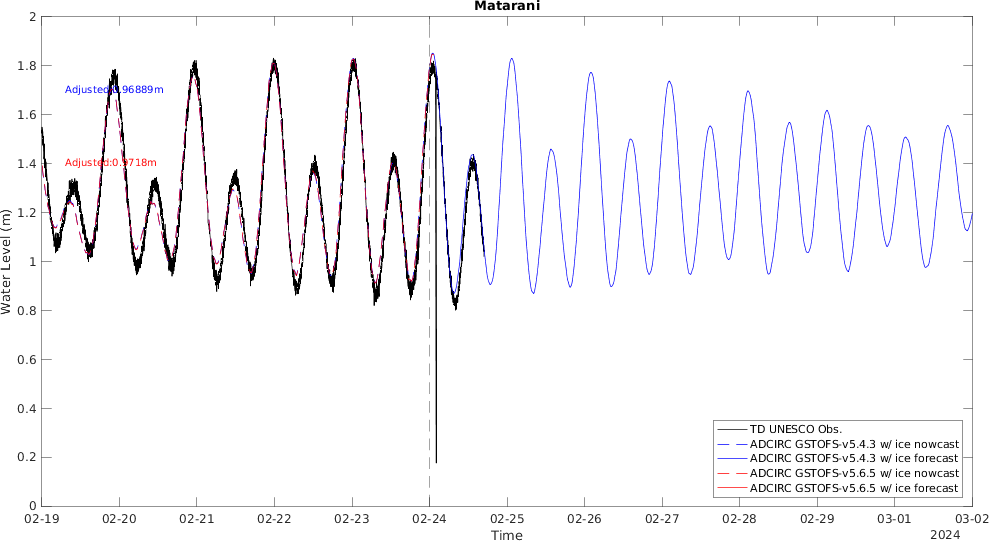 Matarani
2
1.8
1.6
1.4
1.2
1
0.8
0.6
0.4
0.2
0
Water Level (m)
Adjusted:0.96889m
Adjusted:0.9718m
TD UNESCO Obs.
ADCIRC GSTOFS-v5.4.3 w/ ice nowcast
ADCIRC GSTOFS-v5.4.3 w/ ice forecast
ADCIRC GSTOFS-v5.6.5 w/ ice nowcast
ADCIRC GSTOFS-v5.6.5 w/ ice forecast
02-19 02-20 02-21 02-22 02-23 02-24 02-25 02-26 02-27 02-28 02-29 03-01 03-02
Time
2024